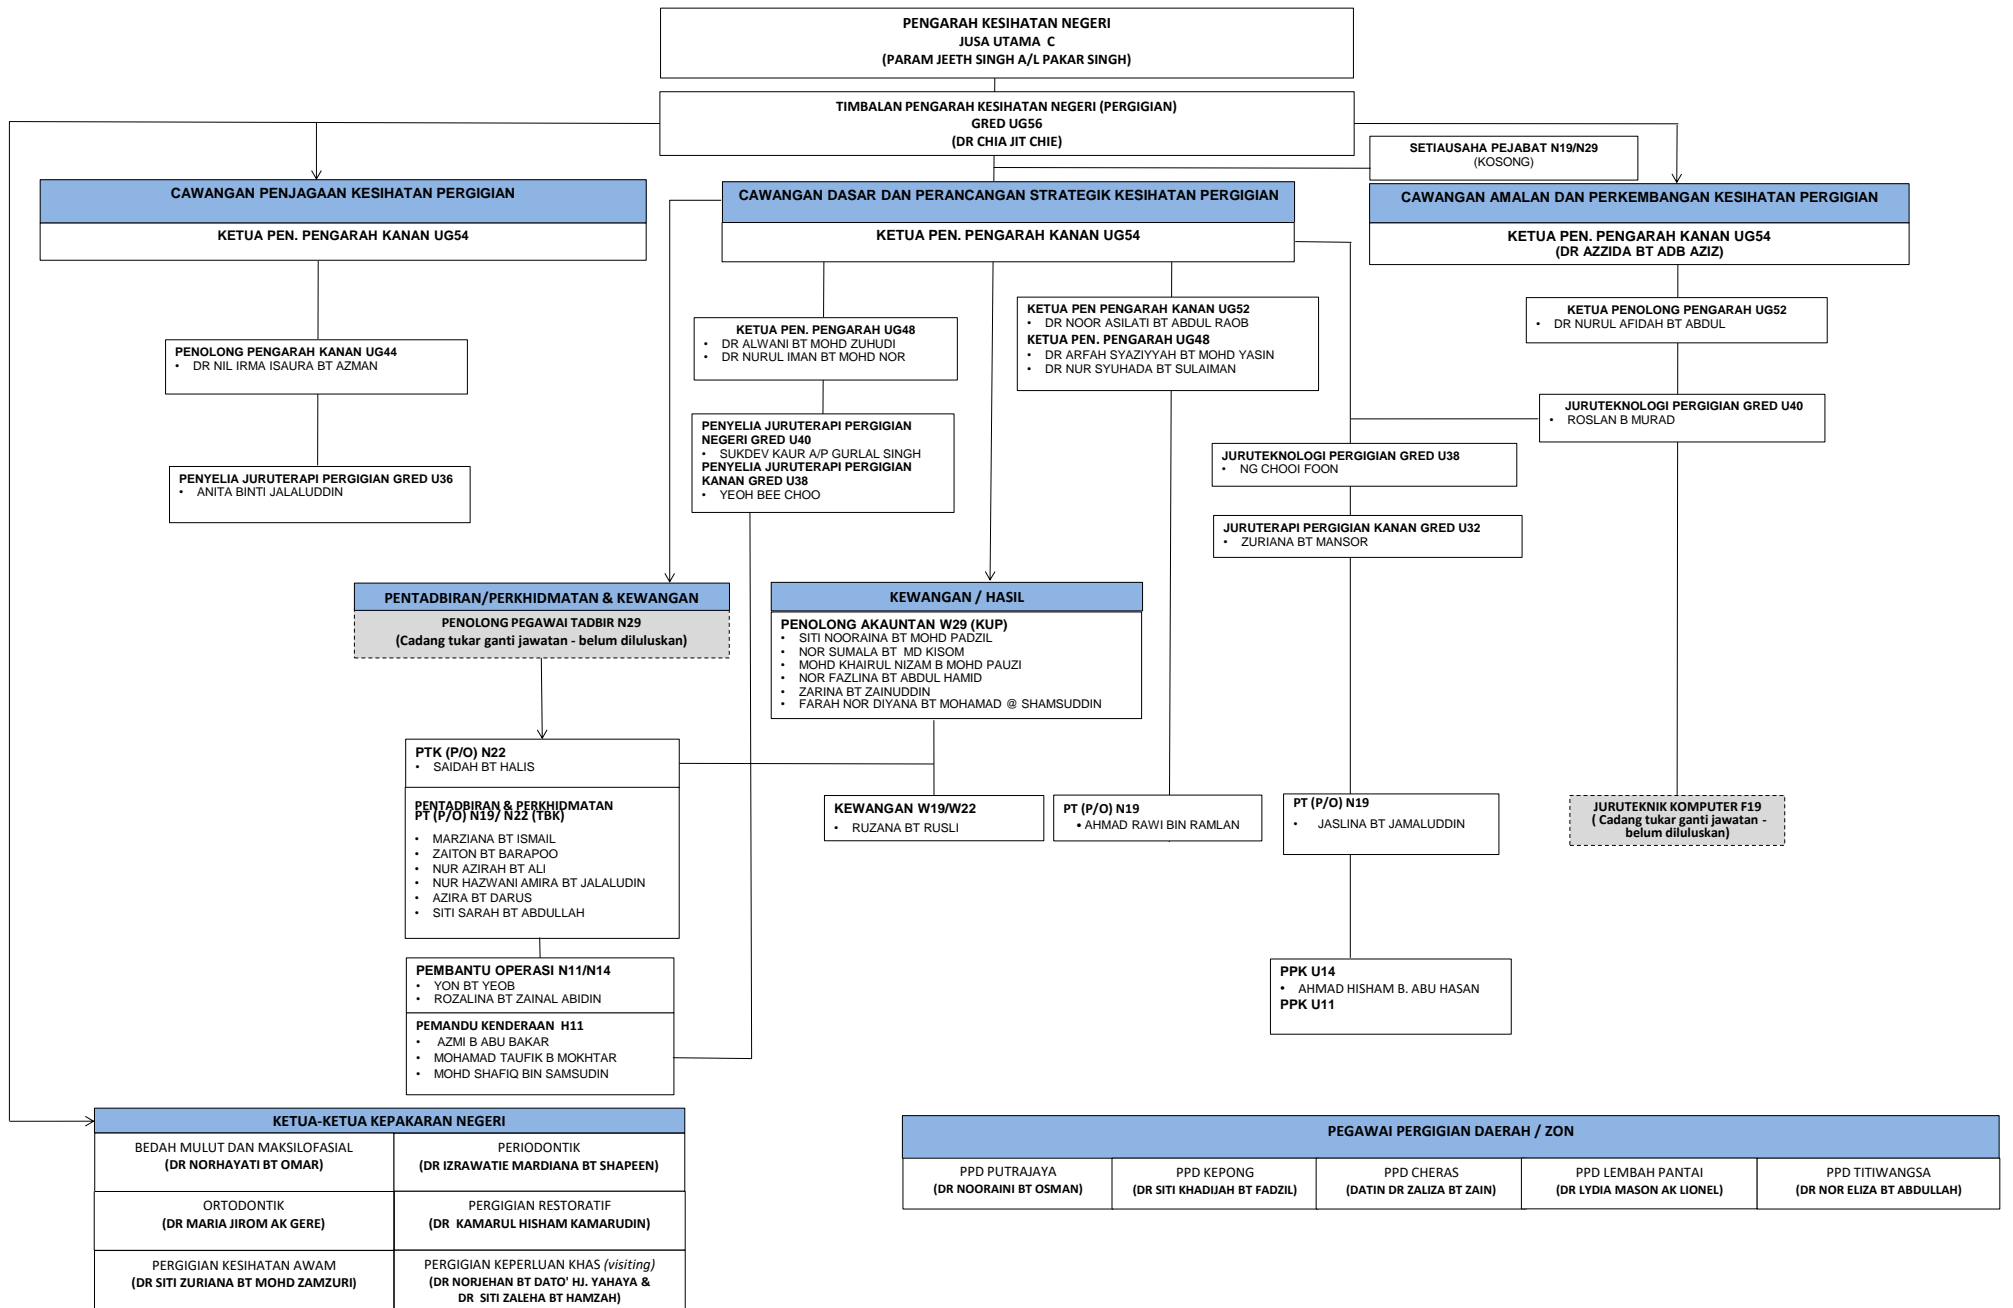 PENGARAH KESIHATAN NEGERI
JUSA UTAMA C
(PARAM JEETH SINGH A/L PAKAR SINGH)
TIMBALAN PENGARAH KESIHATAN NEGERI (PERGIGIAN)
GRED UG56
(DR CHIA JIT CHIE)
SETIAUSAHA PEJABAT N19/N29
(KOSONG)
CAWANGAN PENJAGAAN KESIHATAN PERGIGIAN
KETUA PEN. PENGARAH KANAN UG54
PENOLONG PENGARAH KANAN UG44
• DR NIL IRMA ISAURA BT AZMAN
PENYELIA JURUTERAPI PERGIGIAN GRED U36
• ANITA BINTI JALALUDDIN
CAWANGAN DASAR DAN PERANCANGAN STRATEGIK KESIHATAN PERGIGIAN
KETUA PEN. PENGARAH KANAN UG54
KETUA PEN. PENGARAH UG48
• DR ALWANI BT MOHD ZUHUDI
• DR NURUL IMAN BT MOHD NOR
PENYELIA JURUTERAPI PERGIGIAN
NEGERI GRED U40
• SUKDEV KAUR A/P GURLAL SINGH
PENYELIA JURUTERAPI PERGIGIAN
KANAN GRED U38
• YEOH BEE CHOO
KETUA PEN PENGARAH KANAN UG52
• DR NOOR ASILATI BT ABDUL RAOB
KETUA PEN. PENGARAH UG48
• DR ARFAH SYAZIYYAH BT MOHD YASIN
• DR NUR SYUHADA BT SULAIMAN
CAWANGAN AMALAN DAN PERKEMBANGAN KESIHATAN PERGIGIAN
KETUA PEN. PENGARAH KANAN UG54
(DR AZZIDA BT ADB AZIZ)
KETUA PENOLONG PENGARAH UG52
• DR NURUL AFIDAH BT ABDUL
JURUTEKNOLOGI PERGIGIAN GRED U40
• ROSLAN B MURAD
JURUTEKNOLOGI PERGIGIAN GRED U38
• NG CHOOI FOON
JURUTERAPI PERGIGIAN KANAN GRED U32
• ZURIANA BT MANSOR
PENTADBIRAN/PERKHIDMATAN & KEWANGAN
PENOLONG PEGAWAI TADBIR N29
(Cadang tukar ganti jawatan - belum diluluskan)
KEWANGAN / HASIL
PENOLONG AKAUNTAN W29 (KUP)
• SITI NOORAINA BT MOHD PADZIL
• NOR SUMALA BT MD KISOM
• MOHD KHAIRUL NIZAM B MOHD PAUZI
• NOR FAZLINA BT ABDUL HAMID
• ZARINA BT ZAINUDDIN
• FARAH NOR DIYANA BT MOHAMAD @ SHAMSUDDIN
PTK (P/O) N22
• SAIDAH BT HALIS
PENTADBIRAN & PERKHIDMATAN
PT (P/O) N19/ N22 (TBK)
• MARZIANA BT ISMAIL
• ZAITON BT BARAPOO
• NUR AZIRAH BT ALI
• NUR HAZWANI AMIRA BT JALALUDIN
• AZIRA BT DARUS
• SITI SARAH BT ABDULLAH
KEWANGAN W19/W22
• RUZANA BT RUSLI
PT (P/O) N19
• AHMAD RAWI BIN RAMLAN
PT (P/O) N19
• JASLINA BT JAMALUDDIN
JURUTEKNIK KOMPUTER F19
( Cadang tukar ganti jawatan -
belum diluluskan)
PEMBANTU OPERASI N11/N14
• YON BT YEOB
• ROZALINA BT ZAINAL ABIDIN
PEMANDU KENDERAAN H11
• AZMI B ABU BAKAR
• MOHAMAD TAUFIK B MOKHTAR
• MOHD SHAFIQ BIN SAMSUDIN
PPK U14
• AHMAD HISHAM B. ABU HASAN
PPK U11
KETUA-KETUA KEPAKARAN NEGERI
BEDAH MULUT DAN MAKSILOFASIAL
(DR NORHAYATI BT OMAR)
PERIODONTIK
(DR IZRAWATIE MARDIANA BT SHAPEEN)
ORTODONTIK
(DR MARIA JIROM AK GERE)
PERGIGIAN RESTORATIF
(DR KAMARUL HISHAM KAMARUDIN)
PERGIGIAN KESIHATAN AWAM
(DR SITI ZURIANA BT MOHD ZAMZURI)
PERGIGIAN KEPERLUAN KHAS (visiting)
(DR NORJEHAN BT DATO' HJ. YAHAYA &
DR SITI ZALEHA BT HAMZAH)
PEGAWAI PERGIGIAN DAERAH / ZON
PPD PUTRAJAYA
(DR NOORAINI BT OSMAN)
PPD KEPONG
(DR SITI KHADIJAH BT FADZIL)
PPD CHERAS
(DATIN DR ZALIZA BT ZAIN)
PPD LEMBAH PANTAI
(DR LYDIA MASON AK LIONEL)
PPD TITIWANGSA
(DR NOR ELIZA BT ABDULLAH)